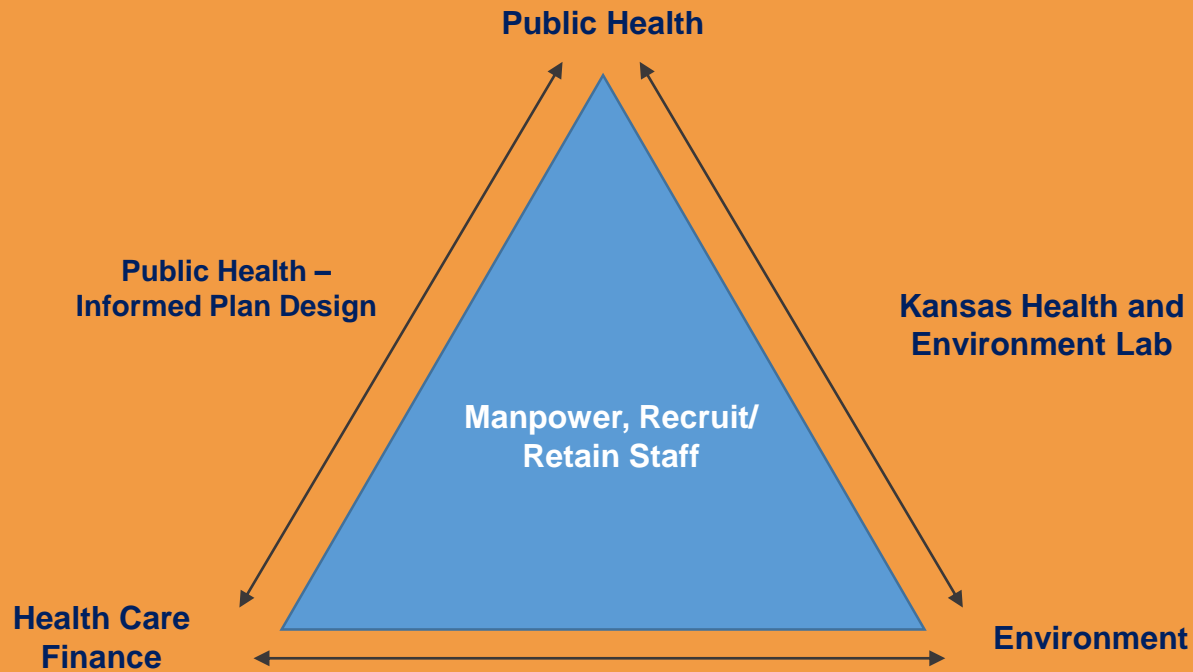 Public Health
Public Health –
Informed Plan Design
Kansas Health and
Environment Lab
Manpower, Recruit/
Retain Staff
Health Care
Finance
Environment